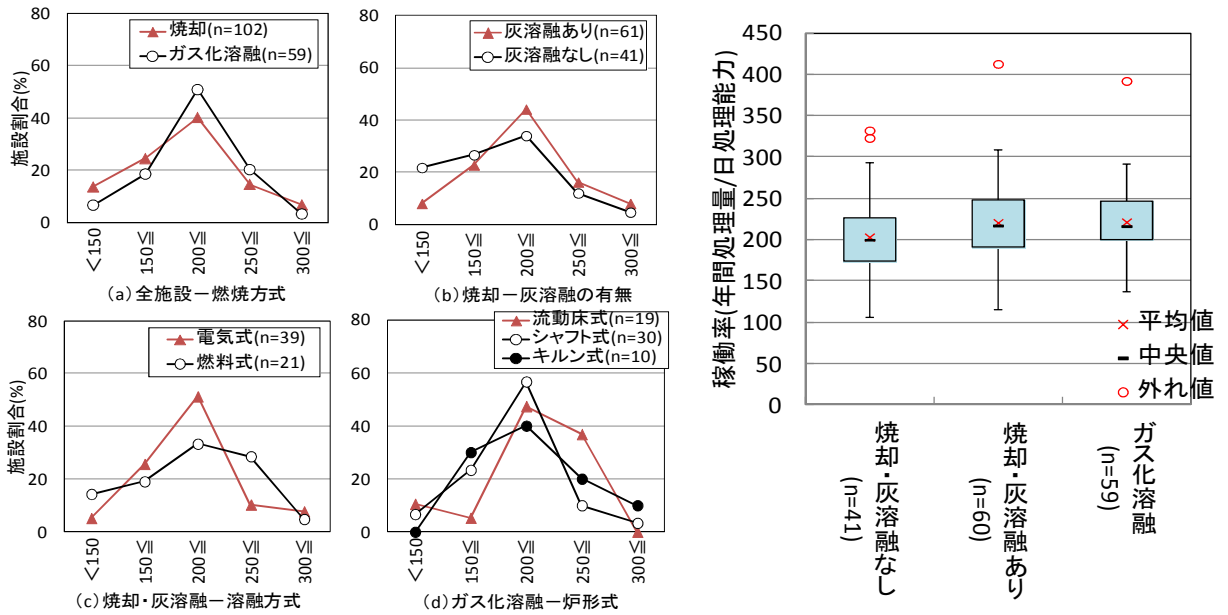 80
60
40
20
0
施設割合(%)
焼却(n=102)
ガス化溶融(n=59)
<150
150≦
200≦
250≦
300≦
(a)全施設ー燃焼方式
80
60
40
20
0
灰溶融あり(n=61)
灰溶融なし(n=41)
<150
150≦
200≦
250≦
300≦
(b)焼却ー灰溶融の有無
80
60
40
20
0
施設割合(%)
電気式(n=39)
燃料式(n=21)
<150
150≦
200≦
250≦
300≦
(c)焼却・灰溶融ー溶融方式
80
60
40
20
0
流動床式(n=19)
シャフト式(n=30)
キルン式(n=10)
<150
150≦
200≦
250≦
300≦
(d)ガス化溶融ー炉形式
稼働率(年間処理量/日処理能力)
450
400
350
300
250
200
150
100
50
0
平均値
中央値
外れ値
焼却・灰溶融なし
(n=41)
焼却・灰溶融あり
(n=60)
ガス化溶融
(n=59)